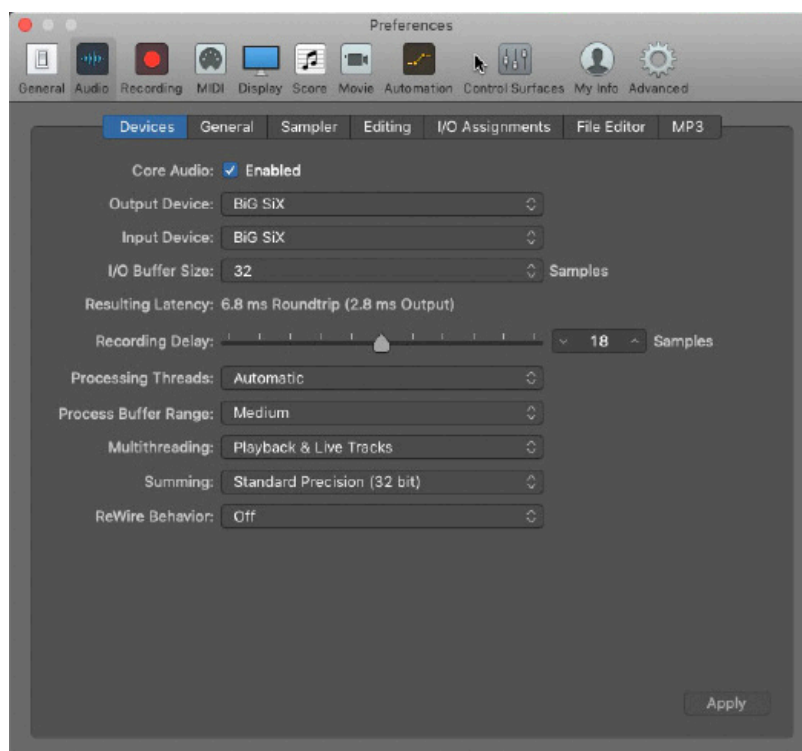 Preferences
General Audio Recording MIDI Display Score Movie Automation Control Surfaces My Info Advanced
Devices General Sampler Editing I/O Assignments File Editor MP3
Core Audio: Enabled
Output Device: BiG SiX
Input Device: BiG SiX
I/O Buffer Size: 32 Samples
Resulting Latency: 6.8 ms Roundtrip (2.8 ms Output)
Recording Delay: 18 Samples
Processing Threads: Automatic
Process Buffer Range: Medium
Multithreading: Playback & Live Tracks
Summing: Standard Precision (32 bit)
ReWire Behavior: Off
Apply